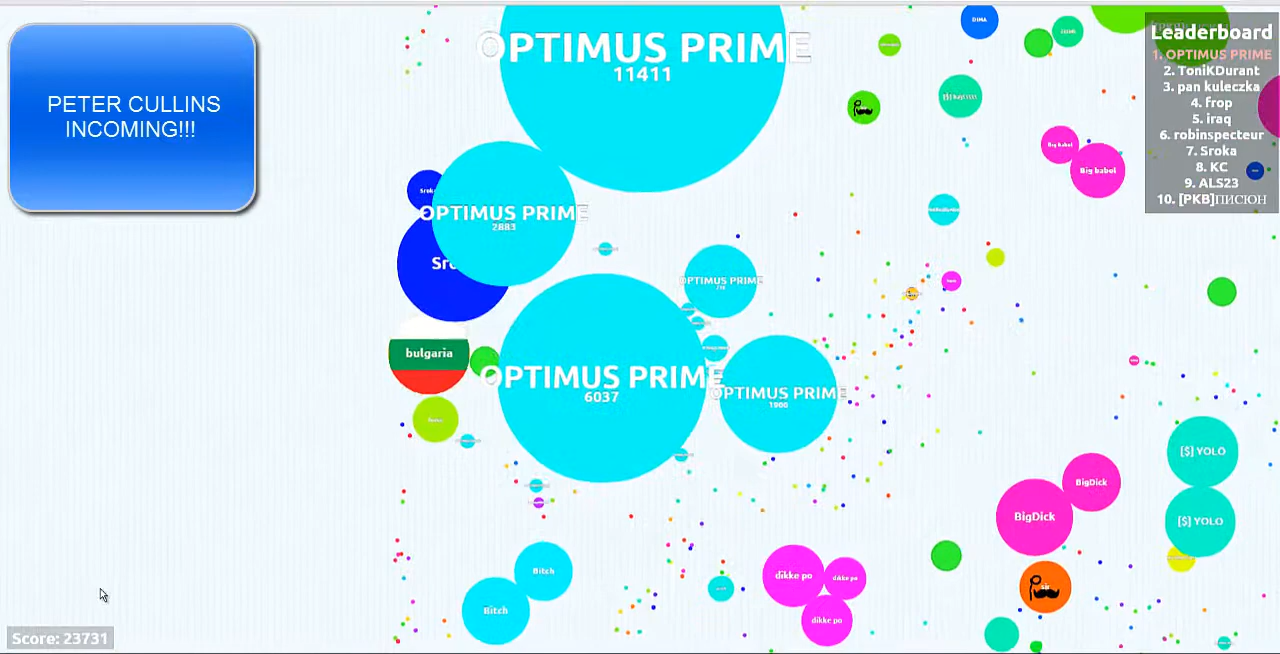 PETER CULLINS
INCOMING!!!
OPTIMUS PRIME
11411
DIMA
Leaderboard
1. OPTIMUS PRIME
2. ToniKDurant
3. pan kuleczka
4. frop
5. iraq
6. robinspecteur
7. Sroka
8. KC
9. ALS23
10. [PKB]ПИСЮН
Big babol
Big babol
Sroka
OPTIMUS PRIME
2883
Sro
OPTIMUS PRIME
bulgaria
OPTIMUS PRIME
6037
OPTIMUS PRIME
1900
[$] YOLO
BigDick
BigDick
[$] YOLO
Bitch
Bitch
dikke po
dikke po
dikke po
sir
Score: 23731